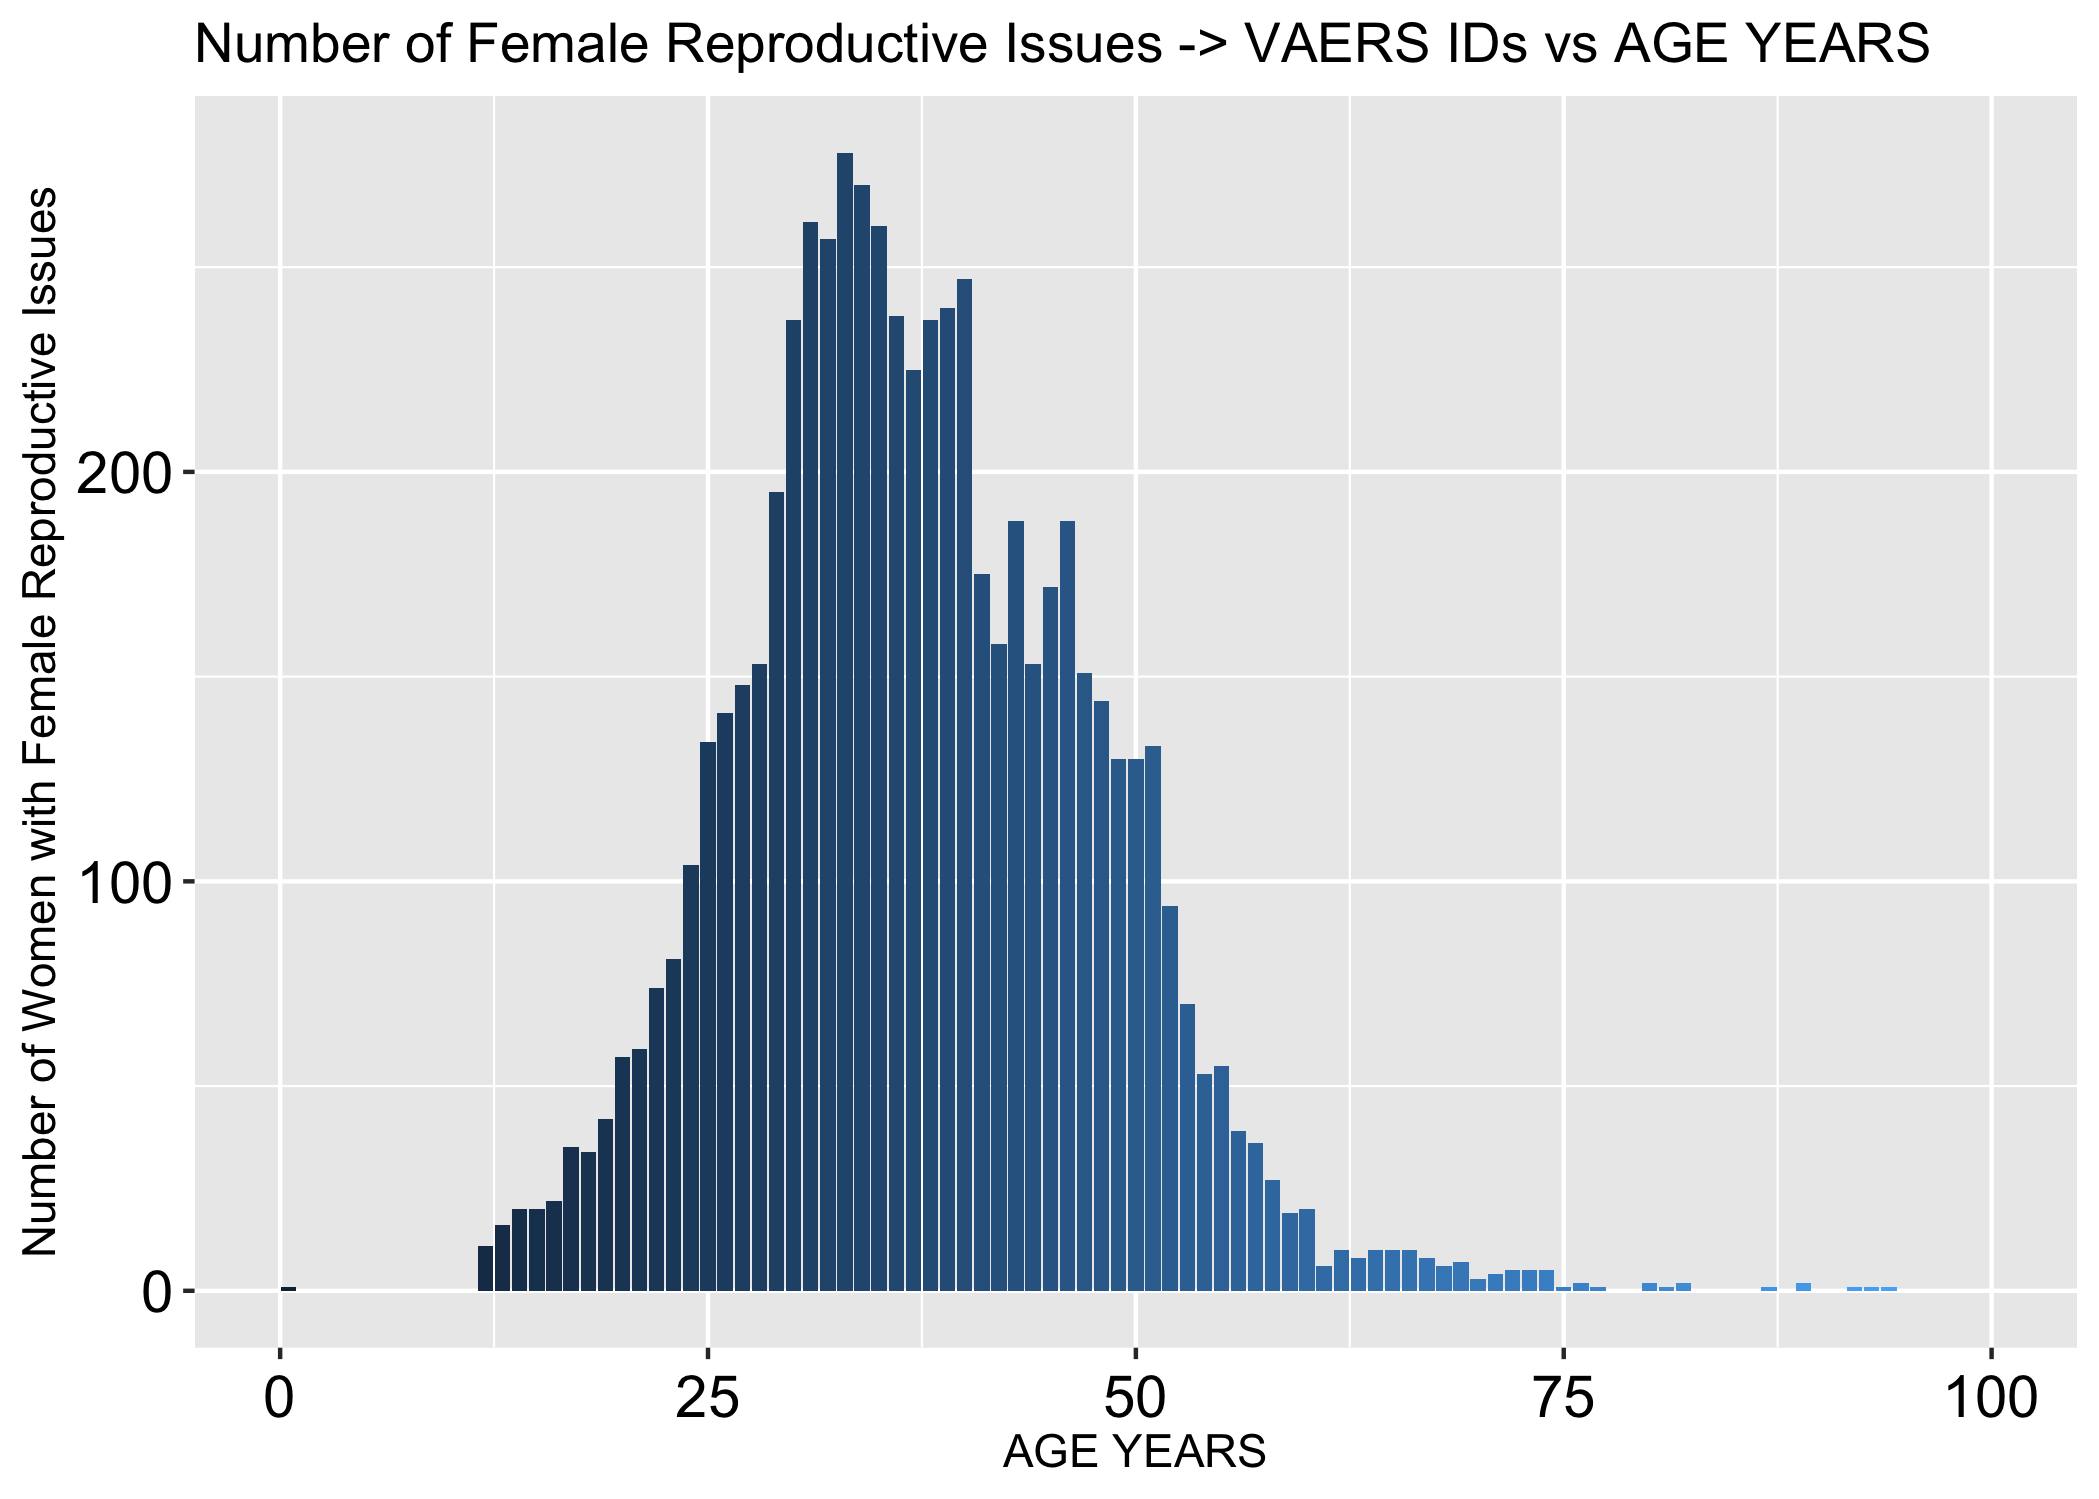 Number of Female Reproductive Issues -> VAERS IDs vs AGE YEARS
Number of Women with Female Reproductive Issues
200
100
0
0
25
50
75
100
AGE YEARS